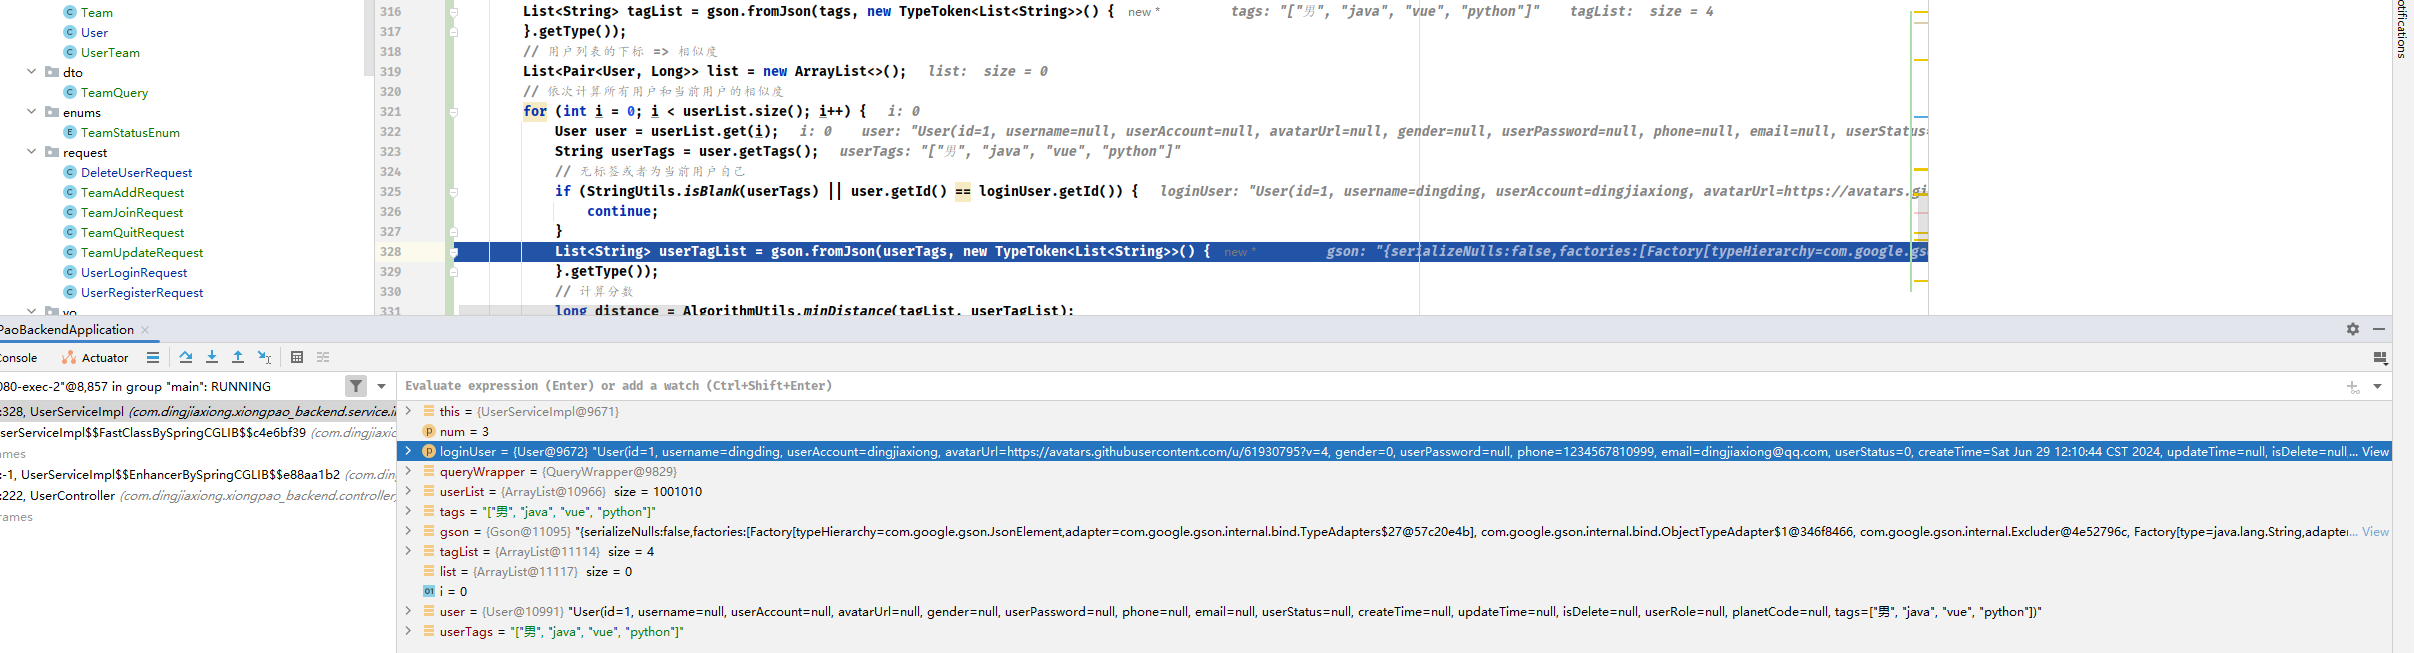 Team
User
UserTeam
dto
TeamQuery
enums
TeamStatusEnum
request
DeleteUserRequest
TeamAddRequest
TeamJoinRequest
TeamQuitRequest
TeamUpdateRequest
UserLoginRequest
UserRegisterRequest
vo
316 List<String> tagList = gson.fromJson(tags, new TypeToken<List<String>>() { new * tags: "["男", "java", "vue", "python"]" tagList: size = 4
317 }.getType());
318 // 用户列表的下标 => 相似度
319 List<Pair<User, Long>> list = new ArrayList<>(); list: size = 0
320 // 依次计算所有用户和当前用户的相似度
321 for (int i = 0; i < userList.size(); i++) { i: 0
322 User user = userList.get(i); i: 0 user: "User(id=1, username=null, userAccount=null, avatarUrl=null, gender=null, userPassword=null, phone=null, email=null, userStatus=
323 String userTags = user.getTags(); userTags: "["男", "java", "vue", "python"]"
324 // 无标签或者为当前用户自己
325 if (StringUtils.isBlank(userTags) || user.getId() == loginUser.getId()) { loginUser: "User(id=1, username=dingding, userAccount=dingjiaxiong, avatarUrl=https://avatars.gi
326 continue;
327 }
328 List<String> userTagList = gson.fromJson(userTags, new TypeToken<List<String>>() { new * gson: "{serializeNulls:false,factories:[Factory[typeHierarchy=com.google.gs
329 }.getType());
330 // 计算分数
331 long distance = AlgorithmUtils.minDistance(tagList, userTagList);
otifications
PaoBackendApplication
onsole
Actuator
080-exec-2"@8,857 in group "main": RUNNING
:328, UserServiceImpl (com.dingjiaxiong.xiongpao_backend.service.i
serServiceImpl$$FastClassBySpringCGLIB$$c4e6bf39 (com.dingjiaxio
ames
:-1, UserServiceImpl$$EnhancerBySpringCGLIB$$e88aa1b2 (com.din
:222, UserController (com.dingjiaxiong.xiongpao_backend.controller
rames
Evaluate expression (Enter) or add a watch (Ctrl+Shift+Enter)
this = {UserServiceImpl@9671}
num = 3
loginUser = {User@9672} "User(id=1, username=dingding, userAccount=dingjiaxiong, avatarUrl=https://avatars.githubusercontent.com/u/61930795?v=4, gender=0, userPassword=null, phone=1234567810999, email=dingjiaxiong@qq.com, userStatus=0, createTime=Sat Jun 29 12:10:44 CST 2024, updateTime=null, isDelete=null... View
queryWrapper = {QueryWrapper@9829}
userList = {ArrayList@10966} size = 1001010
tags = "["男", "java", "vue", "python"]"
gson = {Gson@11095} "{serializeNulls:false,factories:[Factory[typeHierarchy=com.google.gson.JsonElement,adapter=com.google.gson.internal.bind.TypeAdapters$27@57c20e4b], com.google.gson.internal.bind.ObjectTypeAdapter$1@346f8466, com.google.gson.internal.Excluder@4e52796c, Factory[type=java.lang.String,adapter... View
tagList = {ArrayList@11114} size = 4
list = {ArrayList@11117} size = 0
01 i = 0
user = {User@10991} "User(id=1, username=null, userAccount=null, avatarUrl=null, gender=null, userPassword=null, phone=null, email=null, userStatus=null, createTime=null, updateTime=null, isDelete=null, userRole=null, planetCode=null, tags=["男", "java", "vue", "python"])"
userTags = "["男", "java", "vue", "python"]"